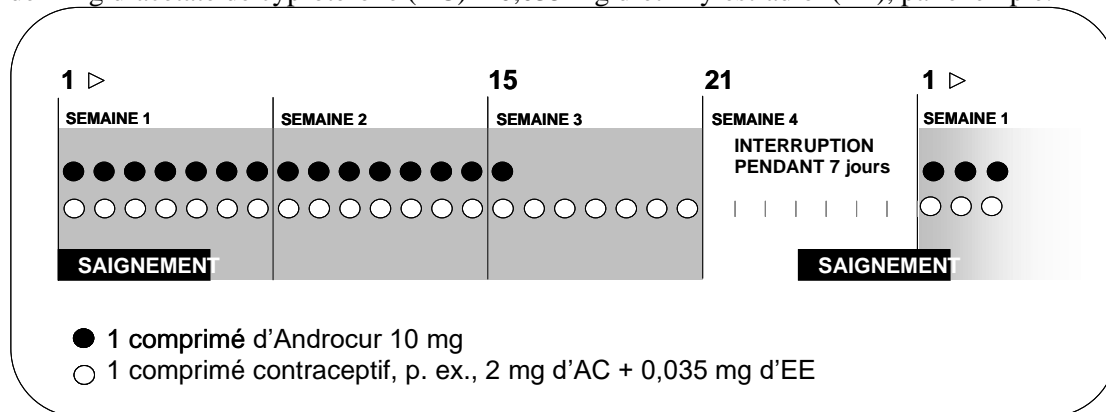 1 ▷ 15 21 1 ▷
SEMAINE 1 SEMAINE 2 SEMAINE 3 SEMAINE 4 SEMAINE 1
INTERRUPTION
PENDANT 7 jours
SAIGNEMENT SAIGNEMENT
1 comprimé d’Androcur 10 mg
1 comprimé contraceptif, p. ex., 2 mg d’AC + 0,035 mg d’EE